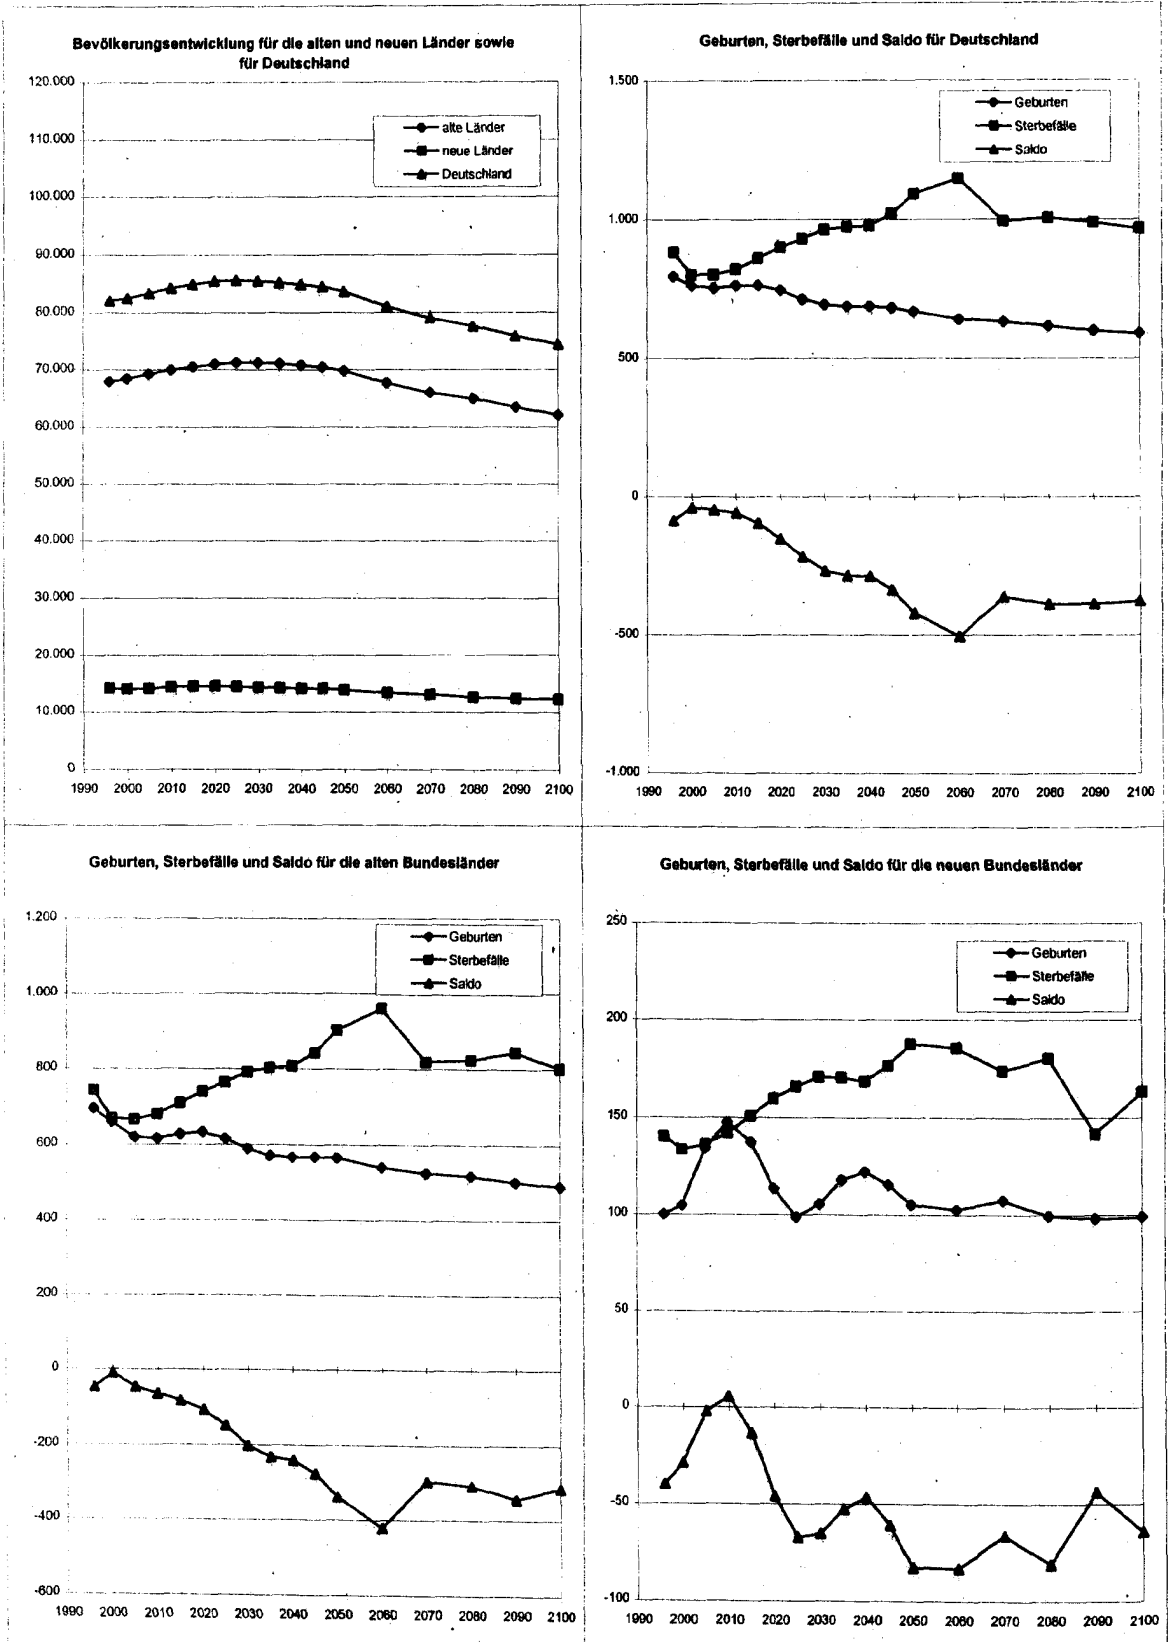 Bevölkerungsentwicklung für die alten und neuen Länder sowie
für Deutschland
120.000
110.000
100.000
90.000
80.000
70.000
60.000
50.000
40.000
30.000
20.000
10.000
0
1990 2000 2010 2020 2030 2040 2050 2060 2070 2080 2090 2100
alte Länder
neue Länder
Deutschland
Geburten, Sterbefälle und Saldo für Deutschland
1.500
1.000
500
0
-500
-1.000
1990 2000 2010 2020 2030 2040 2050 2060 2070 2080 2090 2100
Geburten
Sterbefälle
Saldo
Geburten, Sterbefälle und Saldo für die alten Bundesländer
1.200
1.000
800
600
400
200
0
-200
-400
-600
1990 2000 2010 2020 2030 2040 2050 2060 2070 2080 2090 2100
Geburten
Sterbefälle
Saldo
Geburten, Sterbefälle und Saldo für die neuen Bundesländer
250
200
150
100
50
0
-50
-100
1990 2000 2010 2020 2030 2040 2050 2060 2070 2080 2090 2100
Geburten
Sterbefälle
Saldo